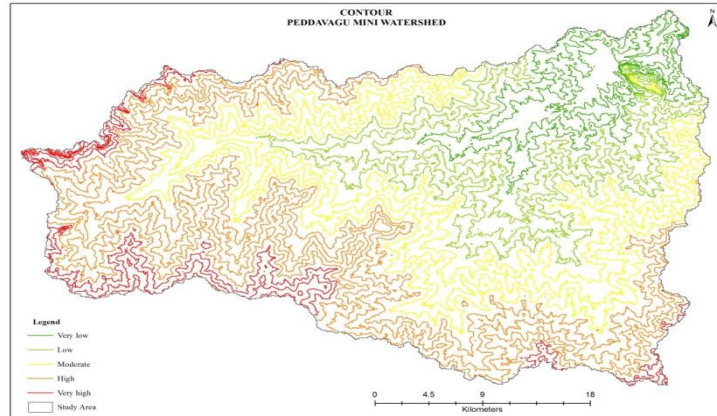 CONTOUR
PEDDAVAGU MINI WATERSHED
N
Legend
Very low
Low
Moderate
High
Very high
Study Area
0 4.5 9 18
Kilometers